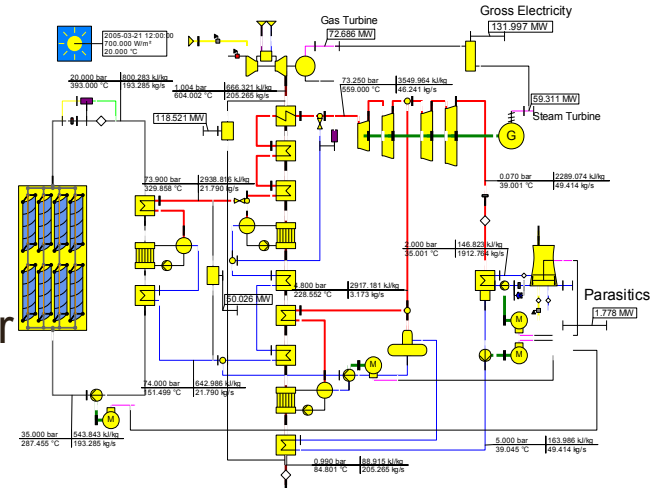 Gross Electricity
131.997 MW
Gas Turbine
72.686 MW
2005-03-21 12:00:00
700.000 W/m²
20.000 °C
20.000 bar 800.283 kJ/kg
393.000 °C 193.285 kg/s
1.004 bar 666.321 kJ/kg
604.002 °C 205.265 kg/s
73.250 bar 3549.964 kJ/kg
559.000 °C 46.241 kg/s
59.311 MW
Steam Turbine
G
118.521 MW
73.900 bar 2938.816 kJ/kg
329.858 °C 21.790 kg/s
0.070 bar 2289.074 kJ/kg
39.001 °C 49.414 kg/s
2.000 bar 146.823 kJ/kg
35.001 °C 1912.764 kg/s
4.800 bar 2917.181 kJ/kg
228.552 °C 3.173 kg/s
50.026 MW
Parasitics
1.778 MW
M
M
M
r
74.000 bar 642.986 kJ/kg
151.499 °C 21.790 kg/s
M
35.000 bar 543.843 kJ/kg
287.455 °C 193.285 kg/s
5.000 bar 163.986 kJ/kg
39.045 °C 49.414 kg/s
0.990 bar 88.915 kJ/kg
84.801 °C 205.265 kg/s